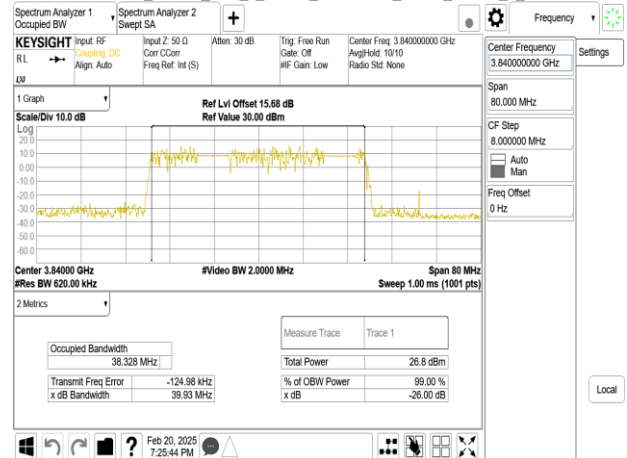 Spectrum Analyzer 1
Occupied BW
Spectrum Analyzer 2
Swept SA
+
Frequency
KEYSIGHT
RL
Input: RF
Coupling: DC
Align: Auto
Input Z: 50 Ω
Corr CCorr
Freq Ref: Int (S)
Atten: 30 dB
Trig: Free Run
Gate: Off
#IF Gain: Low
Center Freq: 3.840000000 GHz
Avg|Hold: 10/10
Radio Std: None
Center Frequency
3.840000000 GHz
Settings
Span
80.000 MHz
CF Step
8.000000 MHz
Auto
Man
Freq Offset
0 Hz
Local
1 Graph
Scale/Div 10.0 dB
Ref Lvl Offset 15.68 dB
Ref Value 30.00 dBm
Log
20.0
10.0
0.00
-10.0
-20.0
-30.0
-40.0
-50.0
-60.0
Center 3.84000 GHz
#Video BW 2.0000 MHz
Span 80 MHz
#Res BW 620.00 kHz
Sweep 1.00 ms (1001 pts)
2 Metrics
Measure Trace Trace 1
Occupied Bandwidth
38.328 MHz
Total Power 26.8 dBm
Transmit Freq Error -124.98 kHz
% of OBW Power 99.00 %
x dB Bandwidth 39.93 MHz
x dB -26.00 dB
?
Feb 20, 2025
7:25:44 PM